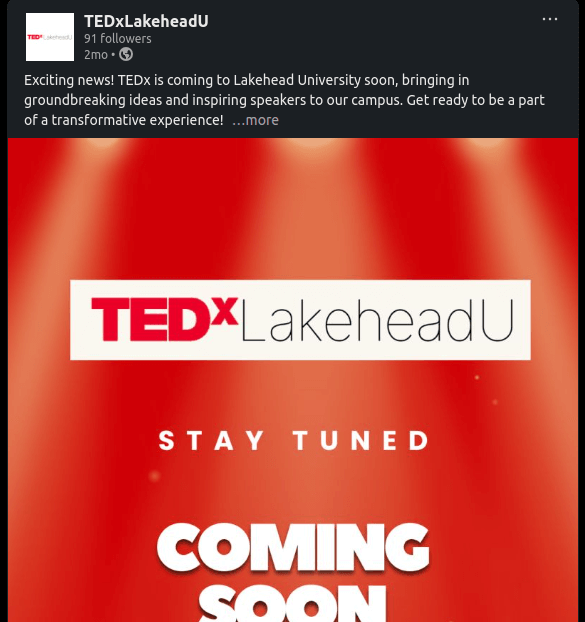 TEDxLakeheadU
TEDxLakeheadU
91 followers
2mo •
Exciting news! TEDx is coming to Lakehead University soon, bringing in
groundbreaking ideas and inspiring speakers to our campus. Get ready to be a part
of a transformative experience! ...more
TEDxLakeheadU
STAY TUNED
COMING
SOON